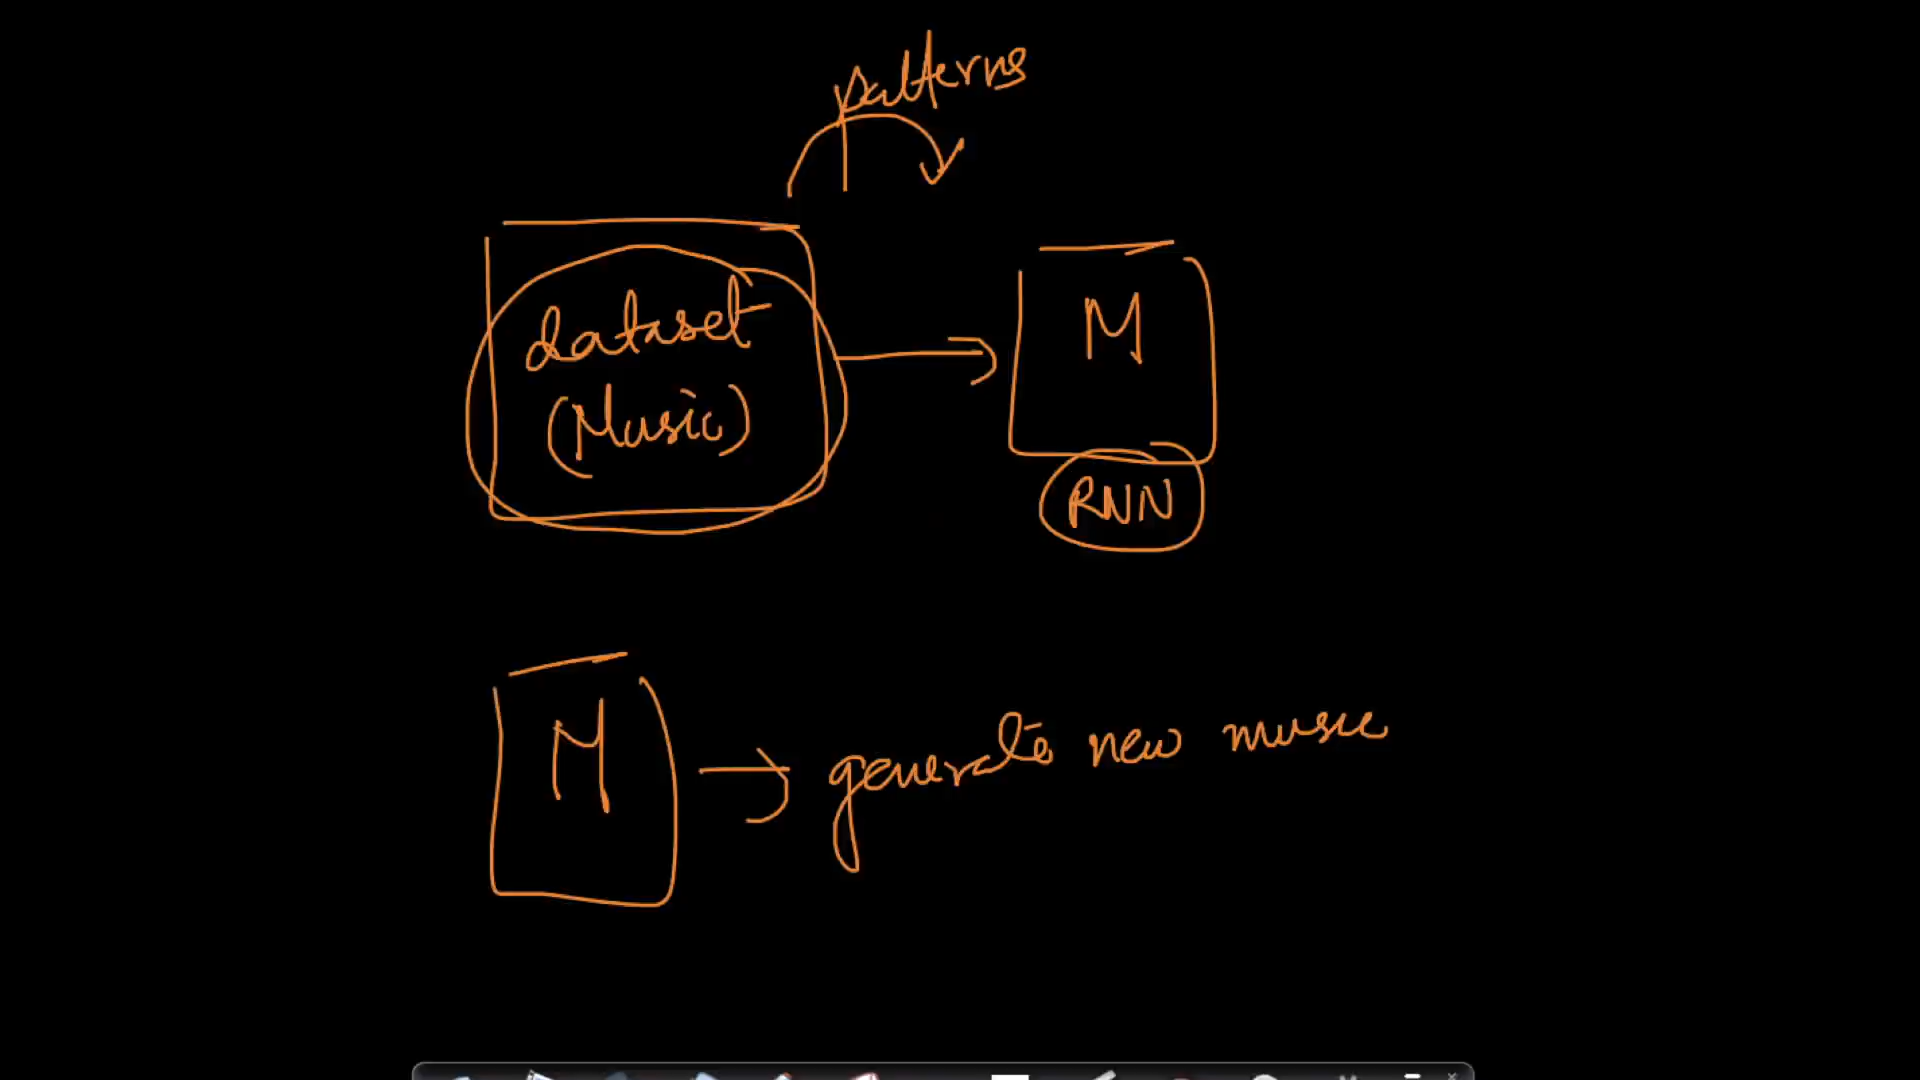 patterns
dataset
(Music)
M
RNN
M
generate new music